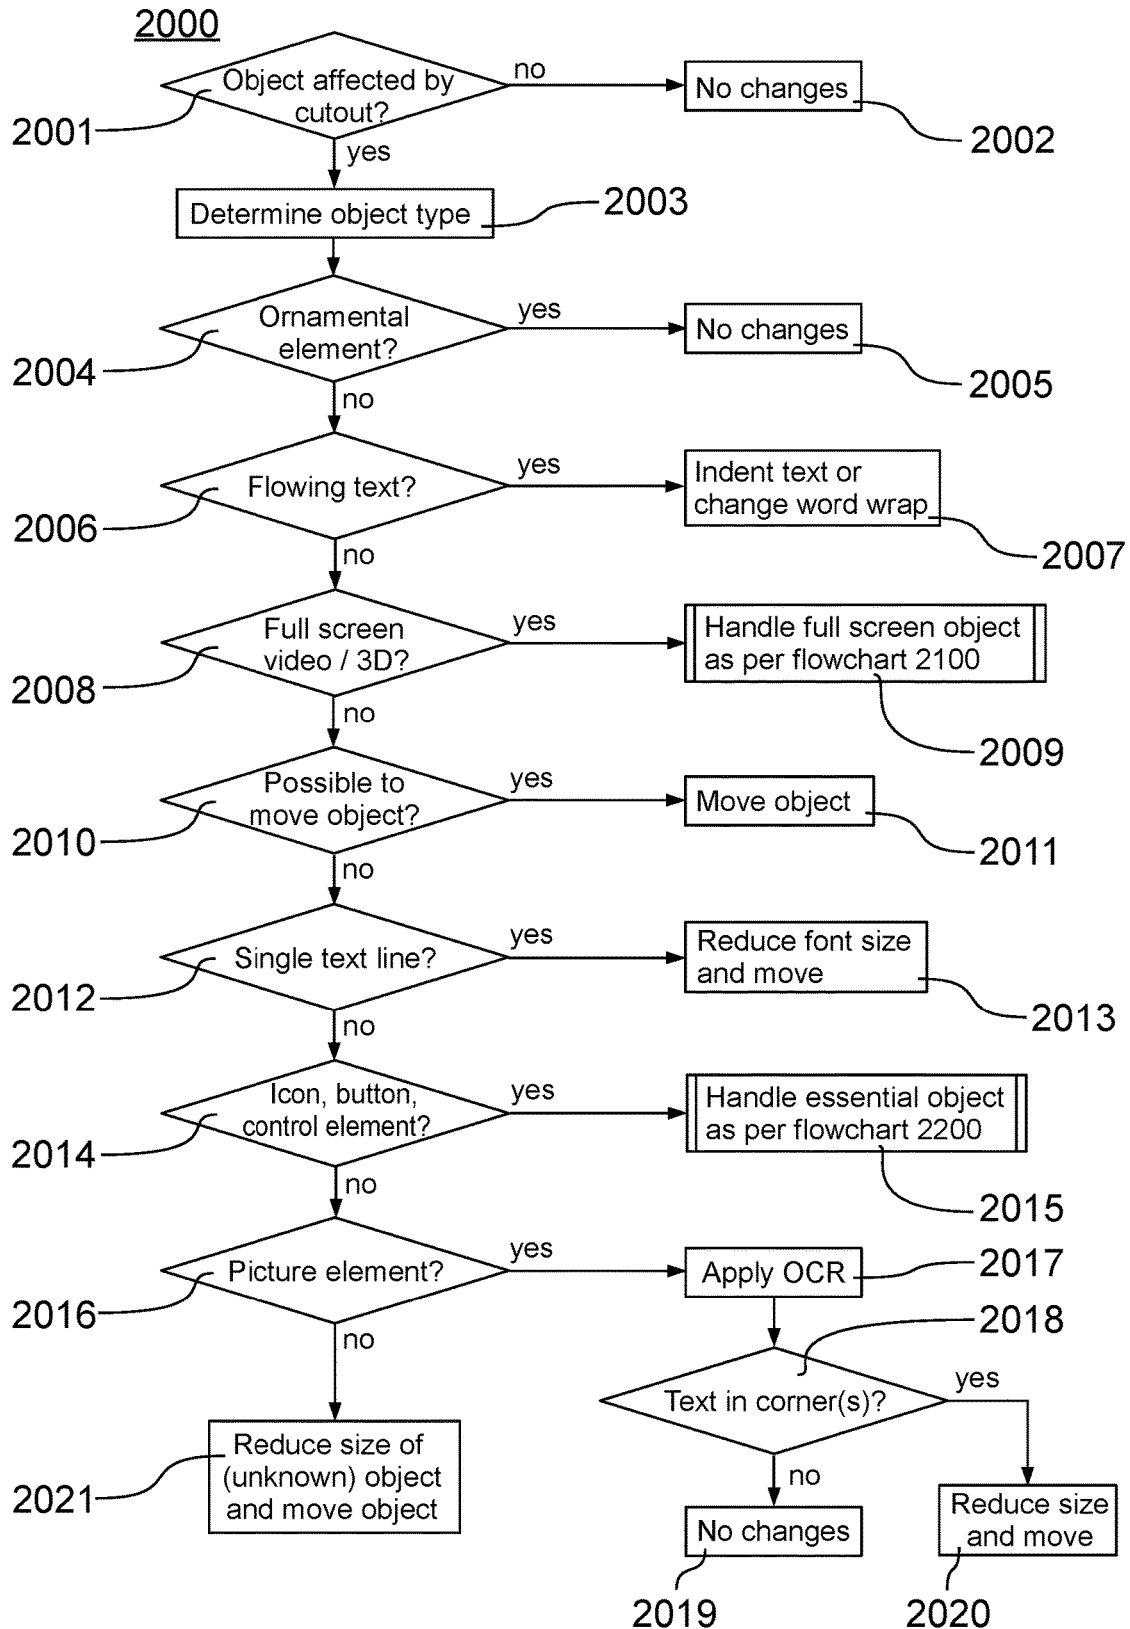 2000
Object affected by
cutout?
no
No changes
2001
2002
yes
Determine object type
2003
Ornamental
element?
yes
No changes
2004
2005
no
Flowing text?
yes
Indent text or
change word wrap
2006
2007
no
Full screen
video / 3D?
yes
Handle full screen object
as per flowchart 2100
2008
2009
no
Possible to
move object?
yes
Move object
2010
2011
no
Single text line?
yes
Reduce font size
and move
2012
2013
no
Icon, button,
control element?
yes
Handle essential object
as per flowchart 2200
2014
2015
no
Picture element?
yes
Apply OCR
2017
2016
2018
no
Text in corner(s)?
yes
Reduce size of
(unknown) object
and move object
2021
no
No changes
Reduce size
and move
2019
2020